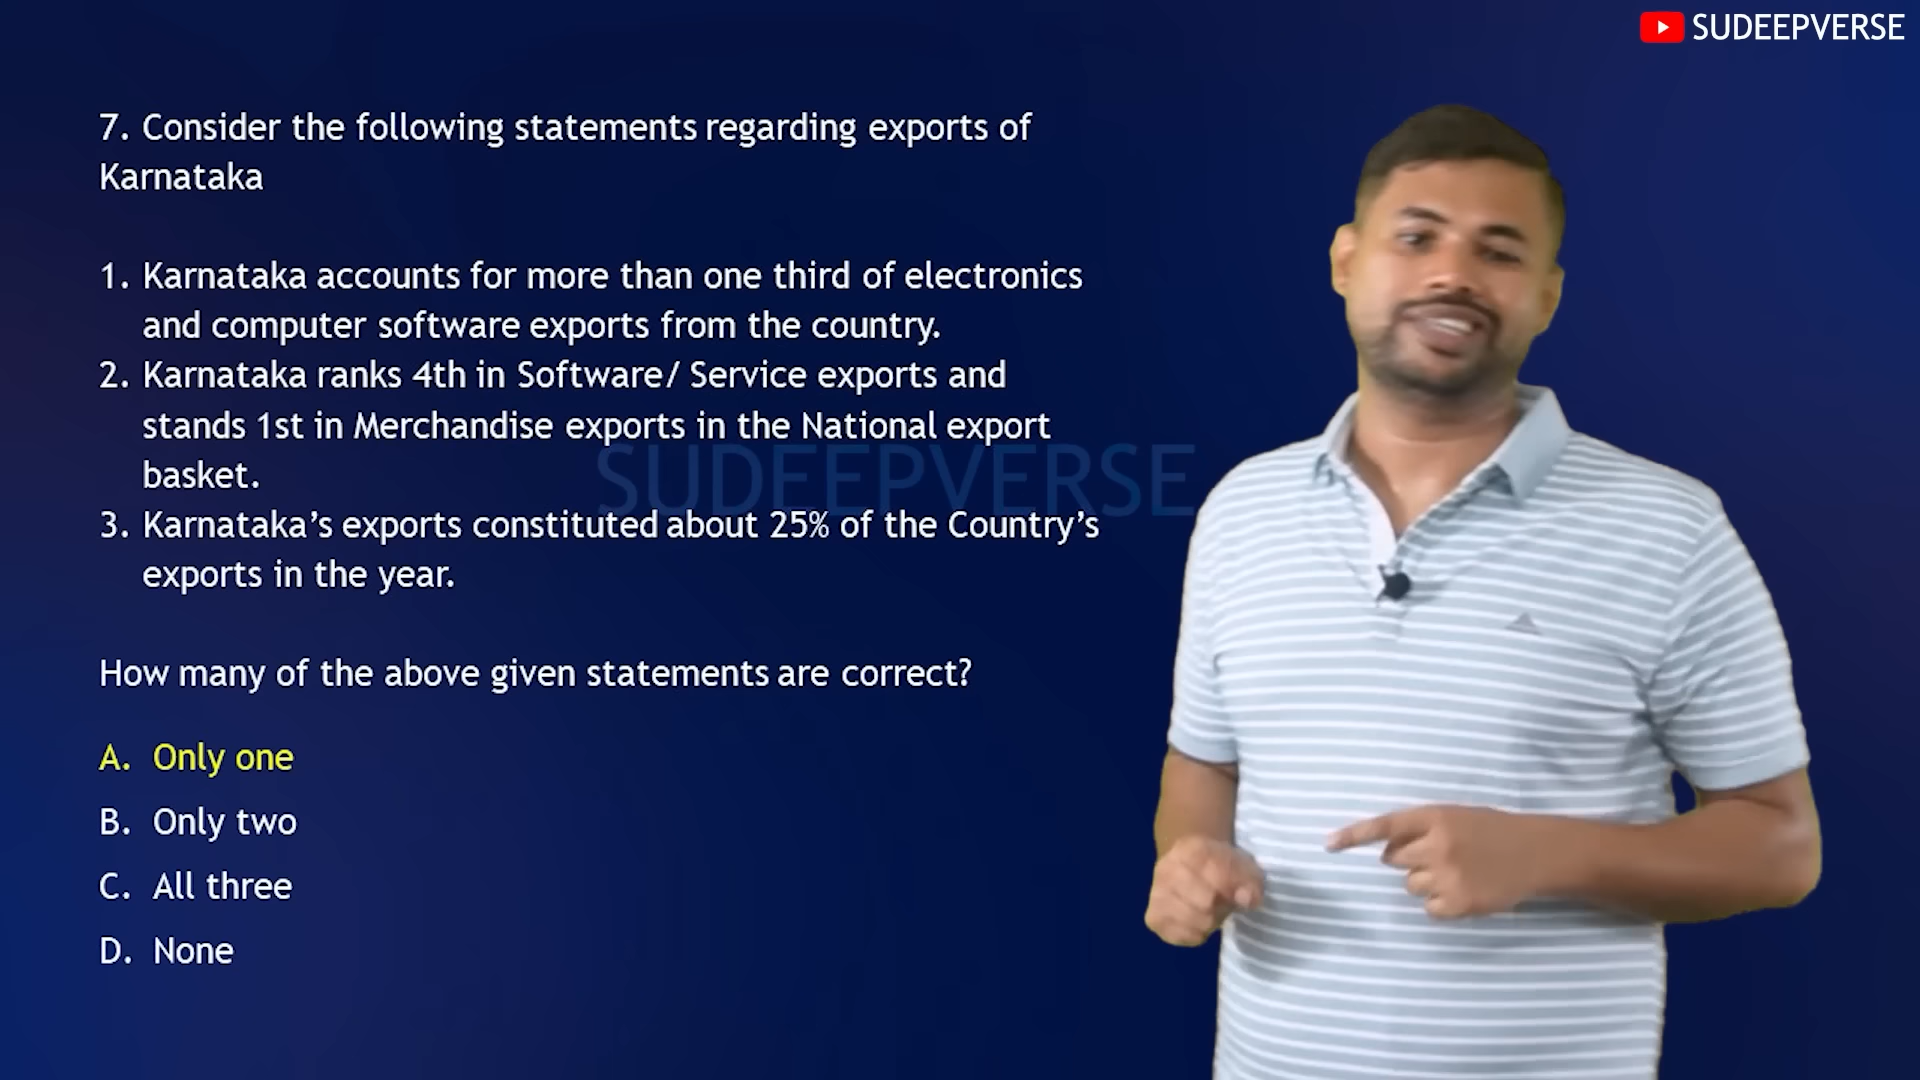 SUDEEPVERSE
7. Consider the following statements regarding exports of
Karnataka
1. Karnataka accounts for more than one third of electronics
and computer software exports from the country.
2. Karnataka ranks 4th in Software/ Service exports and
stands 1st in Merchandise exports in the National export
basket.
SUDEEPVERSE
3. Karnataka’s exports constituted about 25% of the Country’s
exports in the year.
How many of the above given statements are correct?
A. Only one
B. Only two
C. All three
D. None